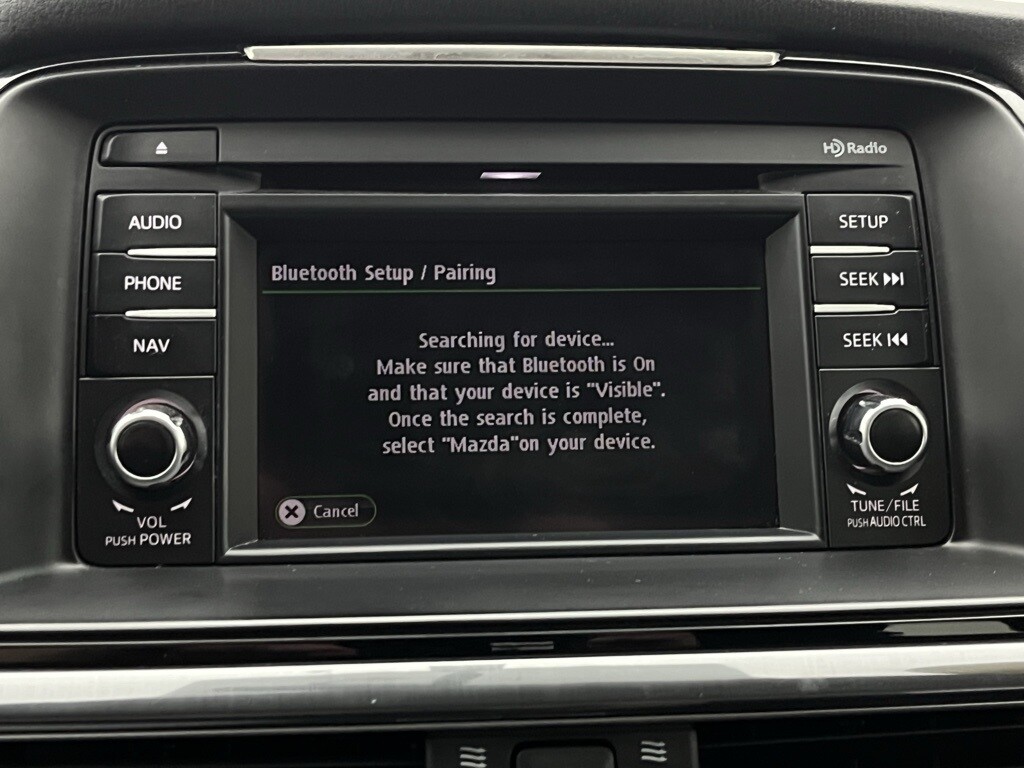 HD Radio
AUDIO
PHONE
NAV
VOL
PUSH POWER
Bluetooth Setup / Pairing
Searching for device...
Make sure that Bluetooth is On
and that your device is "Visible".
Once the search is complete,
select "Mazda"on your device.
Cancel
SETUP
SEEK
SEEK
TUNE/FILE
PUSH AUDIO CTRL